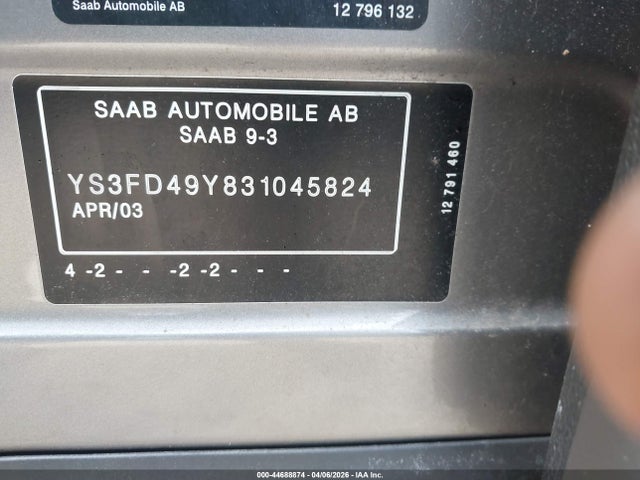 Saab Automobile AB 12 796 132
SAAB AUTOMOBILE AB
SAAB 9-3
YS3FD49Y831045824
APR/03
4 -2 - - -2 -2 - - -
12 791 460
000-44688874 04/06/2026 - IAA Inc.